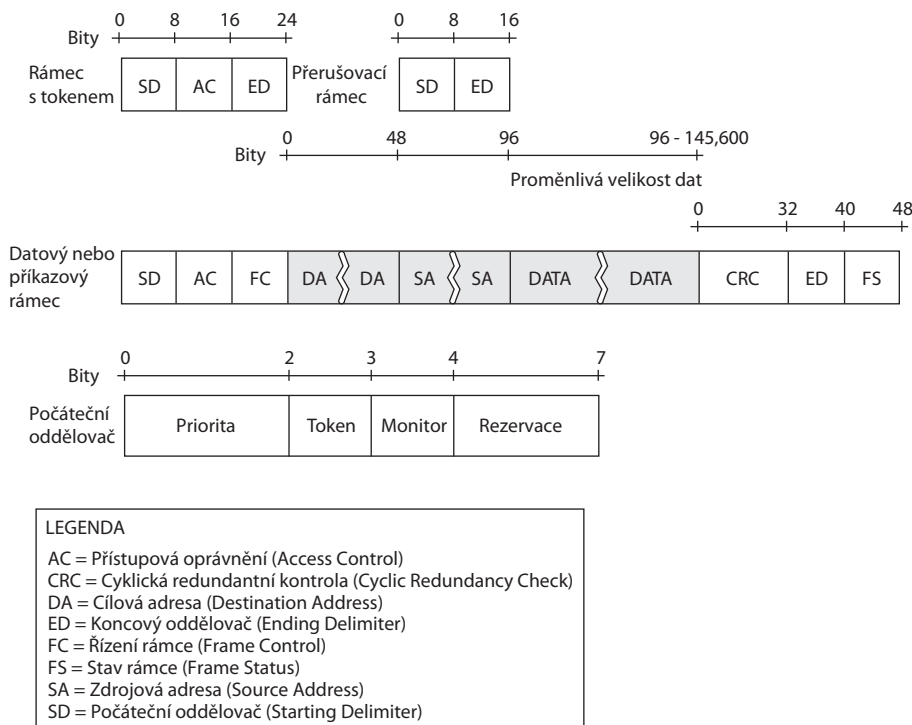 0 8 16 24
Bity
Rámec
s tokenem
SD AC ED
0 8 16
Přerušovací
rámec
SD ED
0 48 96 96 - 145,600
Bity
Proměnlivá velikost dat
0 32 40 48
Datový nebo
příkazový
rámec
SD AC FC DA DA SA SA DATA DATA CRC ED FS
0 2 3 4 7
Bity
Počáteční
oddělovač
Priorita Token Monitor Rezervace
LEGENDA
AC = Přístupová oprávnění (Access Control)
CRC = Cyklická redundantní kontrola (Cyclic Redundancy Check)
DA = Cílová adresa (Destination Address)
ED = Koncový oddělovač (Ending Delimiter)
FC = Řízení rámce (Frame Control)
FS = Stav rámce (Frame Status)
SA = Zdrojová adresa (Source Address)
SD = Počáteční oddělovač (Starting Delimiter)